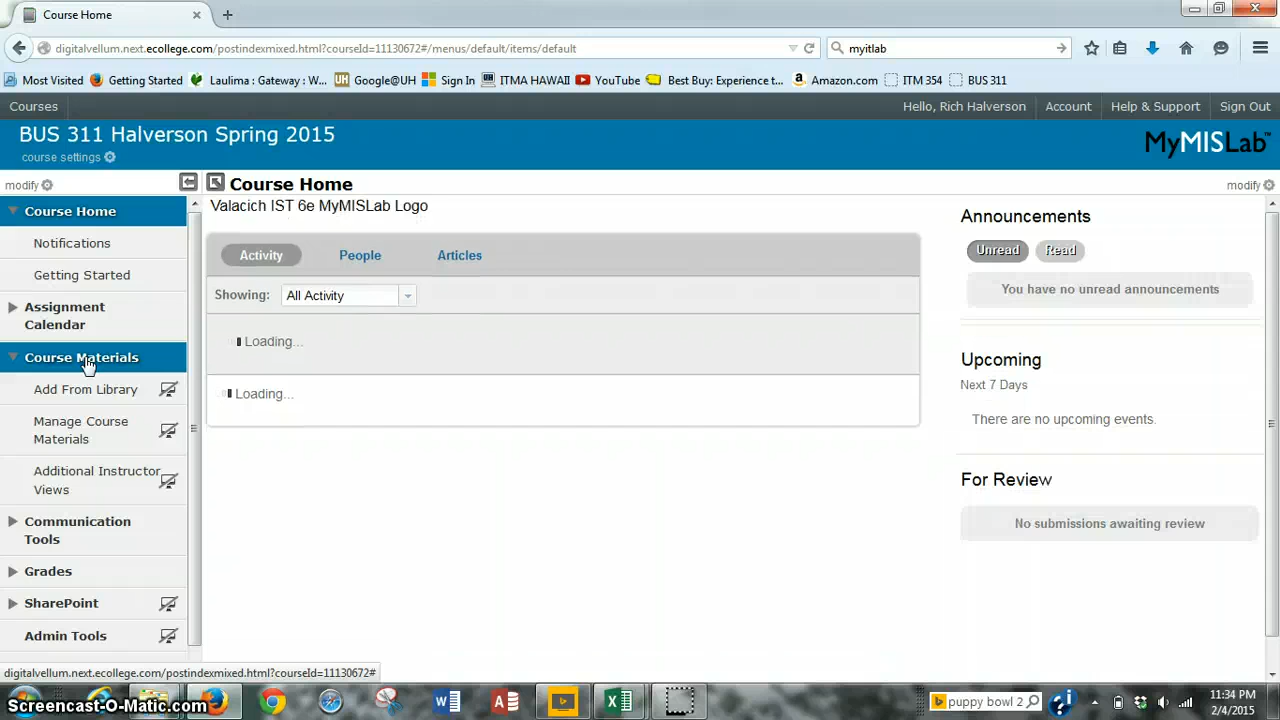 Course Home
digitalvellum.next.ecollege.com/postindexmixed.html?courseId=11130672#/menus/default/items/default
myitlab
Most Visited Getting Started Laulima : Gateway : W... Google@UH Sign In ITMA HAWAII YouTube Best Buy: Experience t... Amazon.com ITM 354 BUS 311
Courses Hello, Rich Halverson Account Help & Support Sign Out
BUS 311 Halverson Spring 2015
course settings
MyMISLab™
modify
Course Home
modify
Course Home
Notifications
Getting Started
Assignment
Calendar
Course Materials
Add From Library
Manage Course
Materials
Additional Instructor
Views
Communication
Tools
Grades
SharePoint
Admin Tools
Valacich IST 6e MyMISLab Logo
Activity People Articles
Showing: All Activity
Loading...
Loading...
Announcements
Unread Read
You have no unread announcements
Upcoming
Next 7 Days
There are no upcoming events.
For Review
No submissions awaiting review
digitalvellum.next.ecollege.com/postindexmixed.html?courseId=11130672#
Screencast-O-Matic.com
puppy bowl 2
11:34 PM
2/4/2015